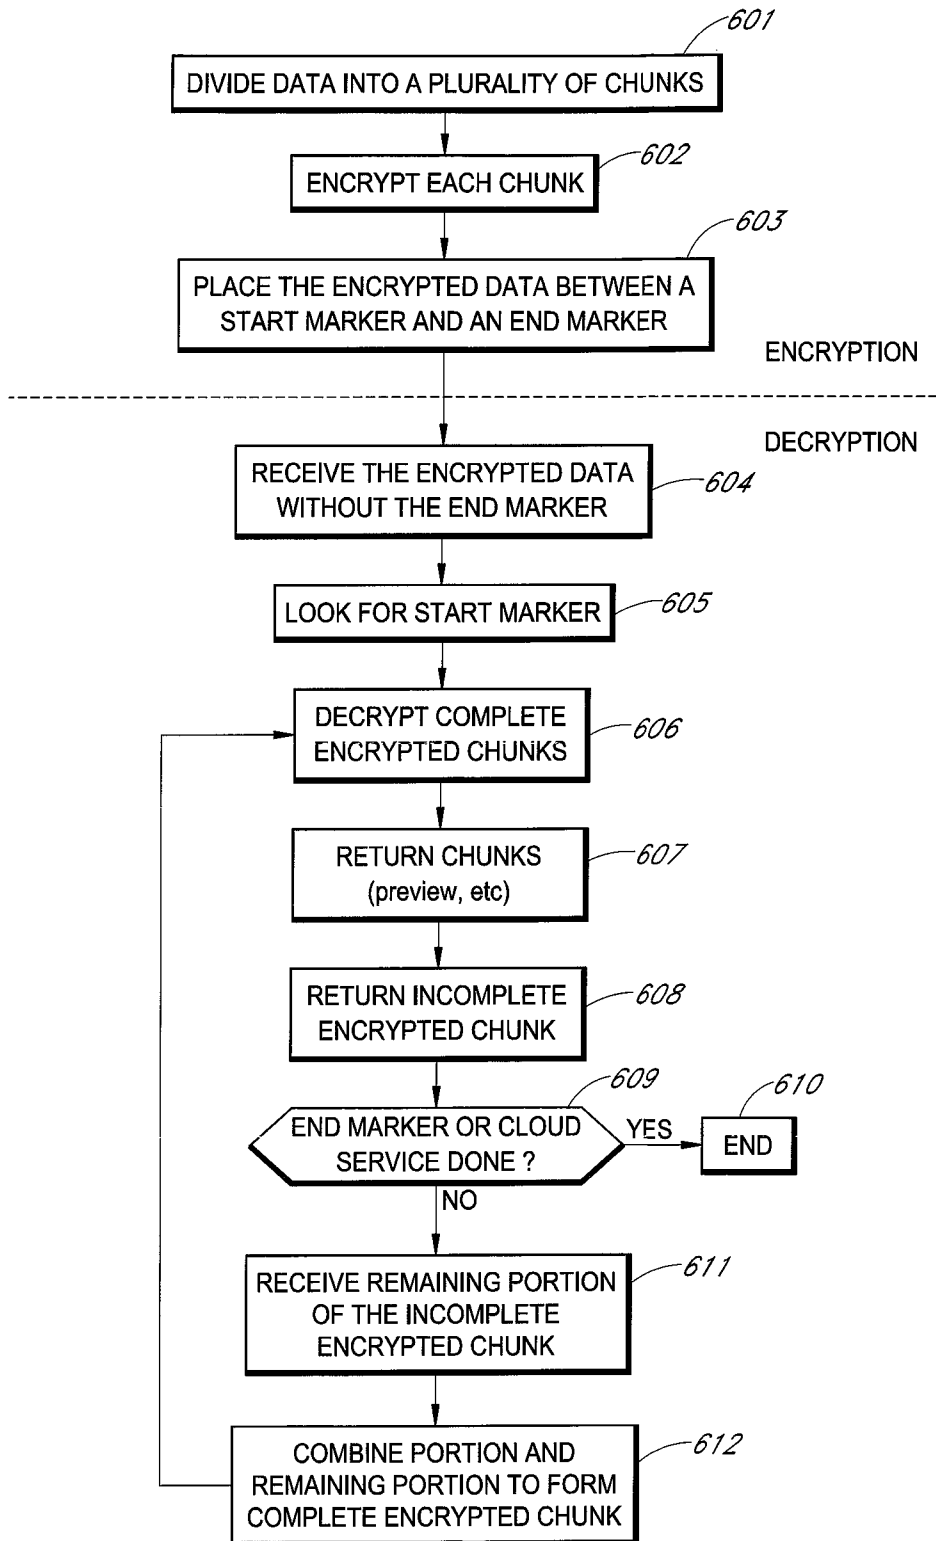 601
DIVIDE DATA INTO A PLURALITY OF CHUNKS
602
ENCRYPT EACH CHUNK
603
PLACE THE ENCRYPTED DATA BETWEEN A
START MARKER AND AN END MARKER
ENCRYPTION
DECRYPTION
RECEIVE THE ENCRYPTED DATA
WITHOUT THE END MARKER
604
LOOK FOR START MARKER
605
DECRYPT COMPLETE
ENCRYPTED CHUNKS
606
RETURN CHUNKS
(preview, etc)
607
RETURN INCOMPLETE
ENCRYPTED CHUNK
608
609
END MARKER OR CLOUD
SERVICE DONE ?
YES
610
END
NO
RECEIVE REMAINING PORTION
OF THE INCOMPLETE
ENCRYPTED CHUNK
611
COMBINE PORTION AND
REMAINING PORTION TO FORM
COMPLETE ENCRYPTED CHUNK
612